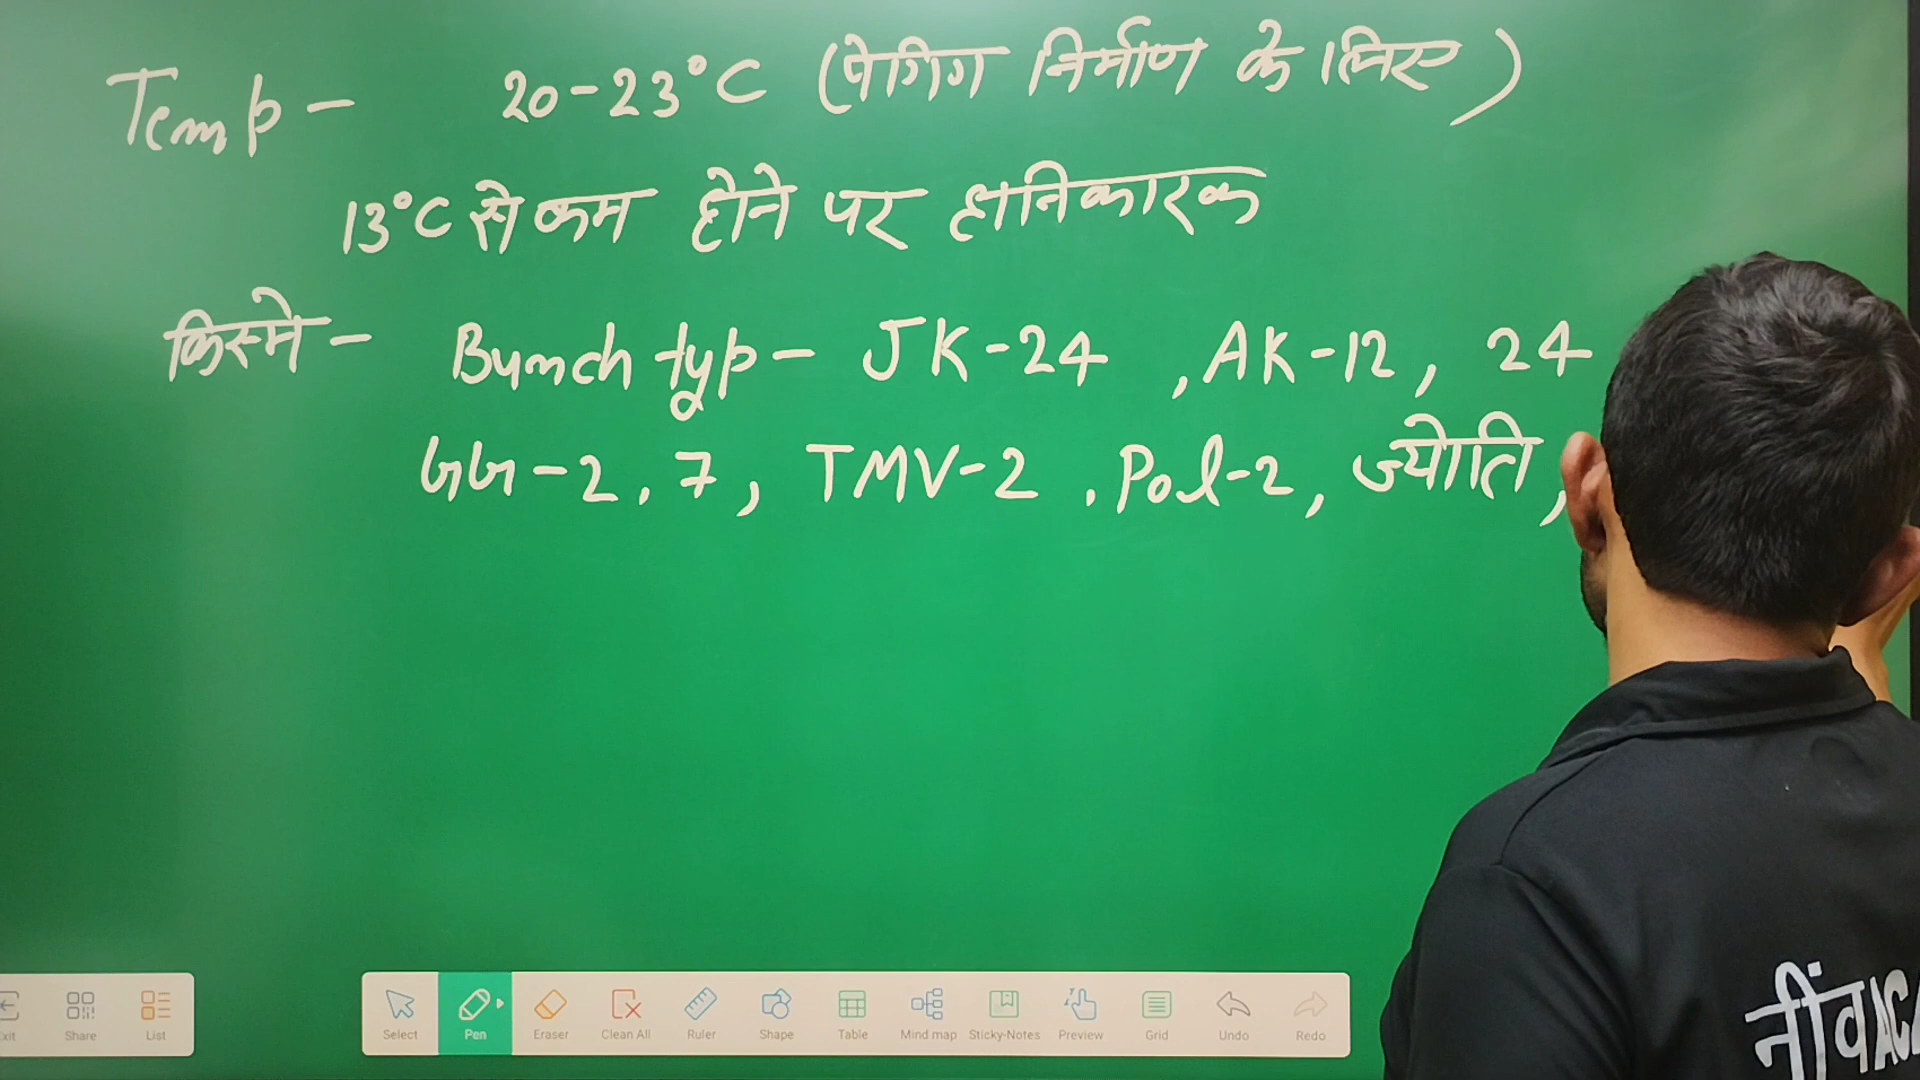 Temp - 20-23°C (पेगिग निर्माण के लिए)
13°C से कम होने पर हानिकारक
किस्मे - Bunch typ - JK-24 , AK-12, 24
GG-2, 7, TMV-2 , Pol-2, ज्योति,
Share
List
Select
Pen
Eraser
Clean All
Ruler
Shape
Table
Mind map
Sticky-Notes
Preview
Grid
Undo
Redo
नींव